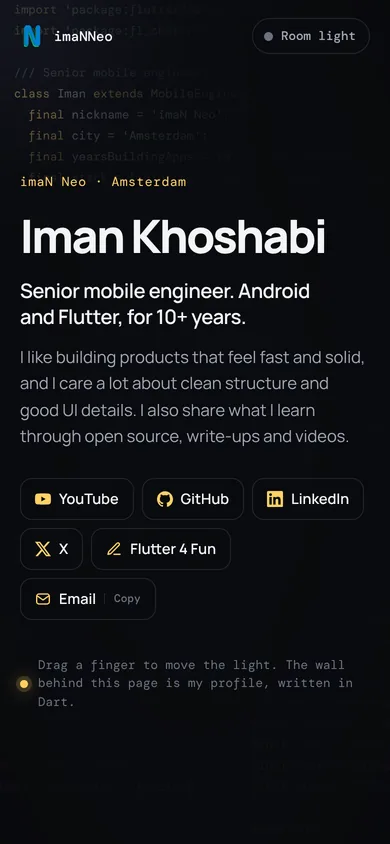 import 'package:flutter
imaNNeo
Room light
/// Senior mobile engineer
class Iman extends MobileEngineer
final nickname = 'imaN Neo'
final city = 'Amsterdam';
final yearsBuildingApps
imaN Neo · Amsterdam
Iman Khoshabi
Senior mobile engineer. Android
and Flutter, for 10+ years.
I like building products that feel fast and solid,
and I care a lot about clean structure and
good UI details. I also share what I learn
through open source, write-ups and videos.
YouTube
GitHub
LinkedIn
X
Flutter 4 Fun
Email
Copy
Drag a finger to move the light. The wall
behind this page is my profile, written in
Dart.